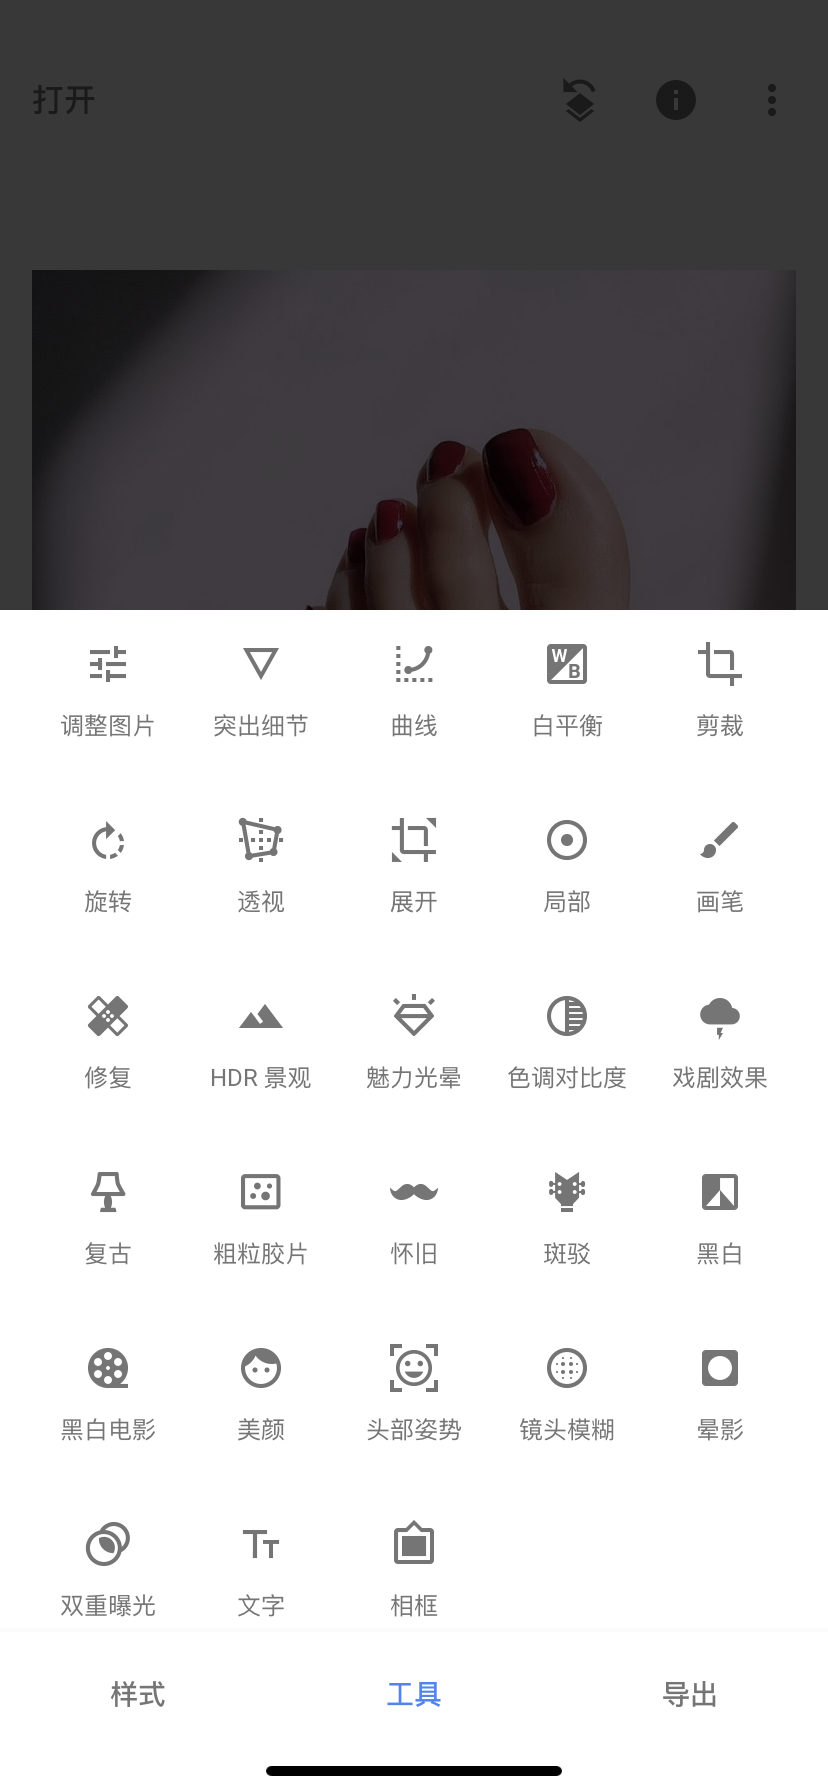 打开
调整图片 突出细节 曲线 白平衡 剪裁
旋转 透视 展开 局部 画笔
修复 HDR 景观 魅力光晕 色调对比度 戏剧效果
复古 粗粒胶片 怀旧 斑驳 黑白
黑白电影 美颜 头部姿势 镜头模糊 晕影
双重曝光 文字 相框
样式 工具 导出